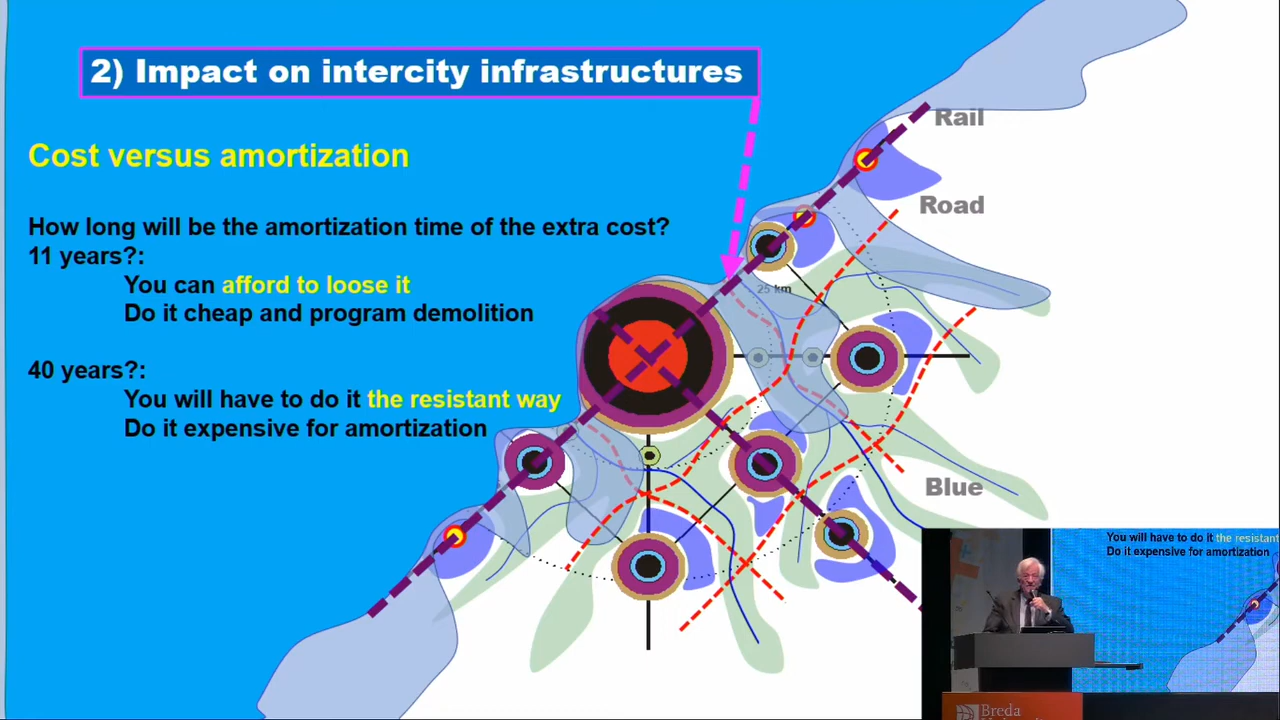 2) Impact on intercity infrastructures
Cost versus amortization
How long will be the amortization time of the extra cost?
11 years?:
You can afford to loose it
Do it cheap and program demolition
40 years?:
You will have to do it the resistant way
Do it expensive for amortization
Rail
Road
25 km
Blue
You will have to do it the resistant
Do it expensive for amortization
Breda